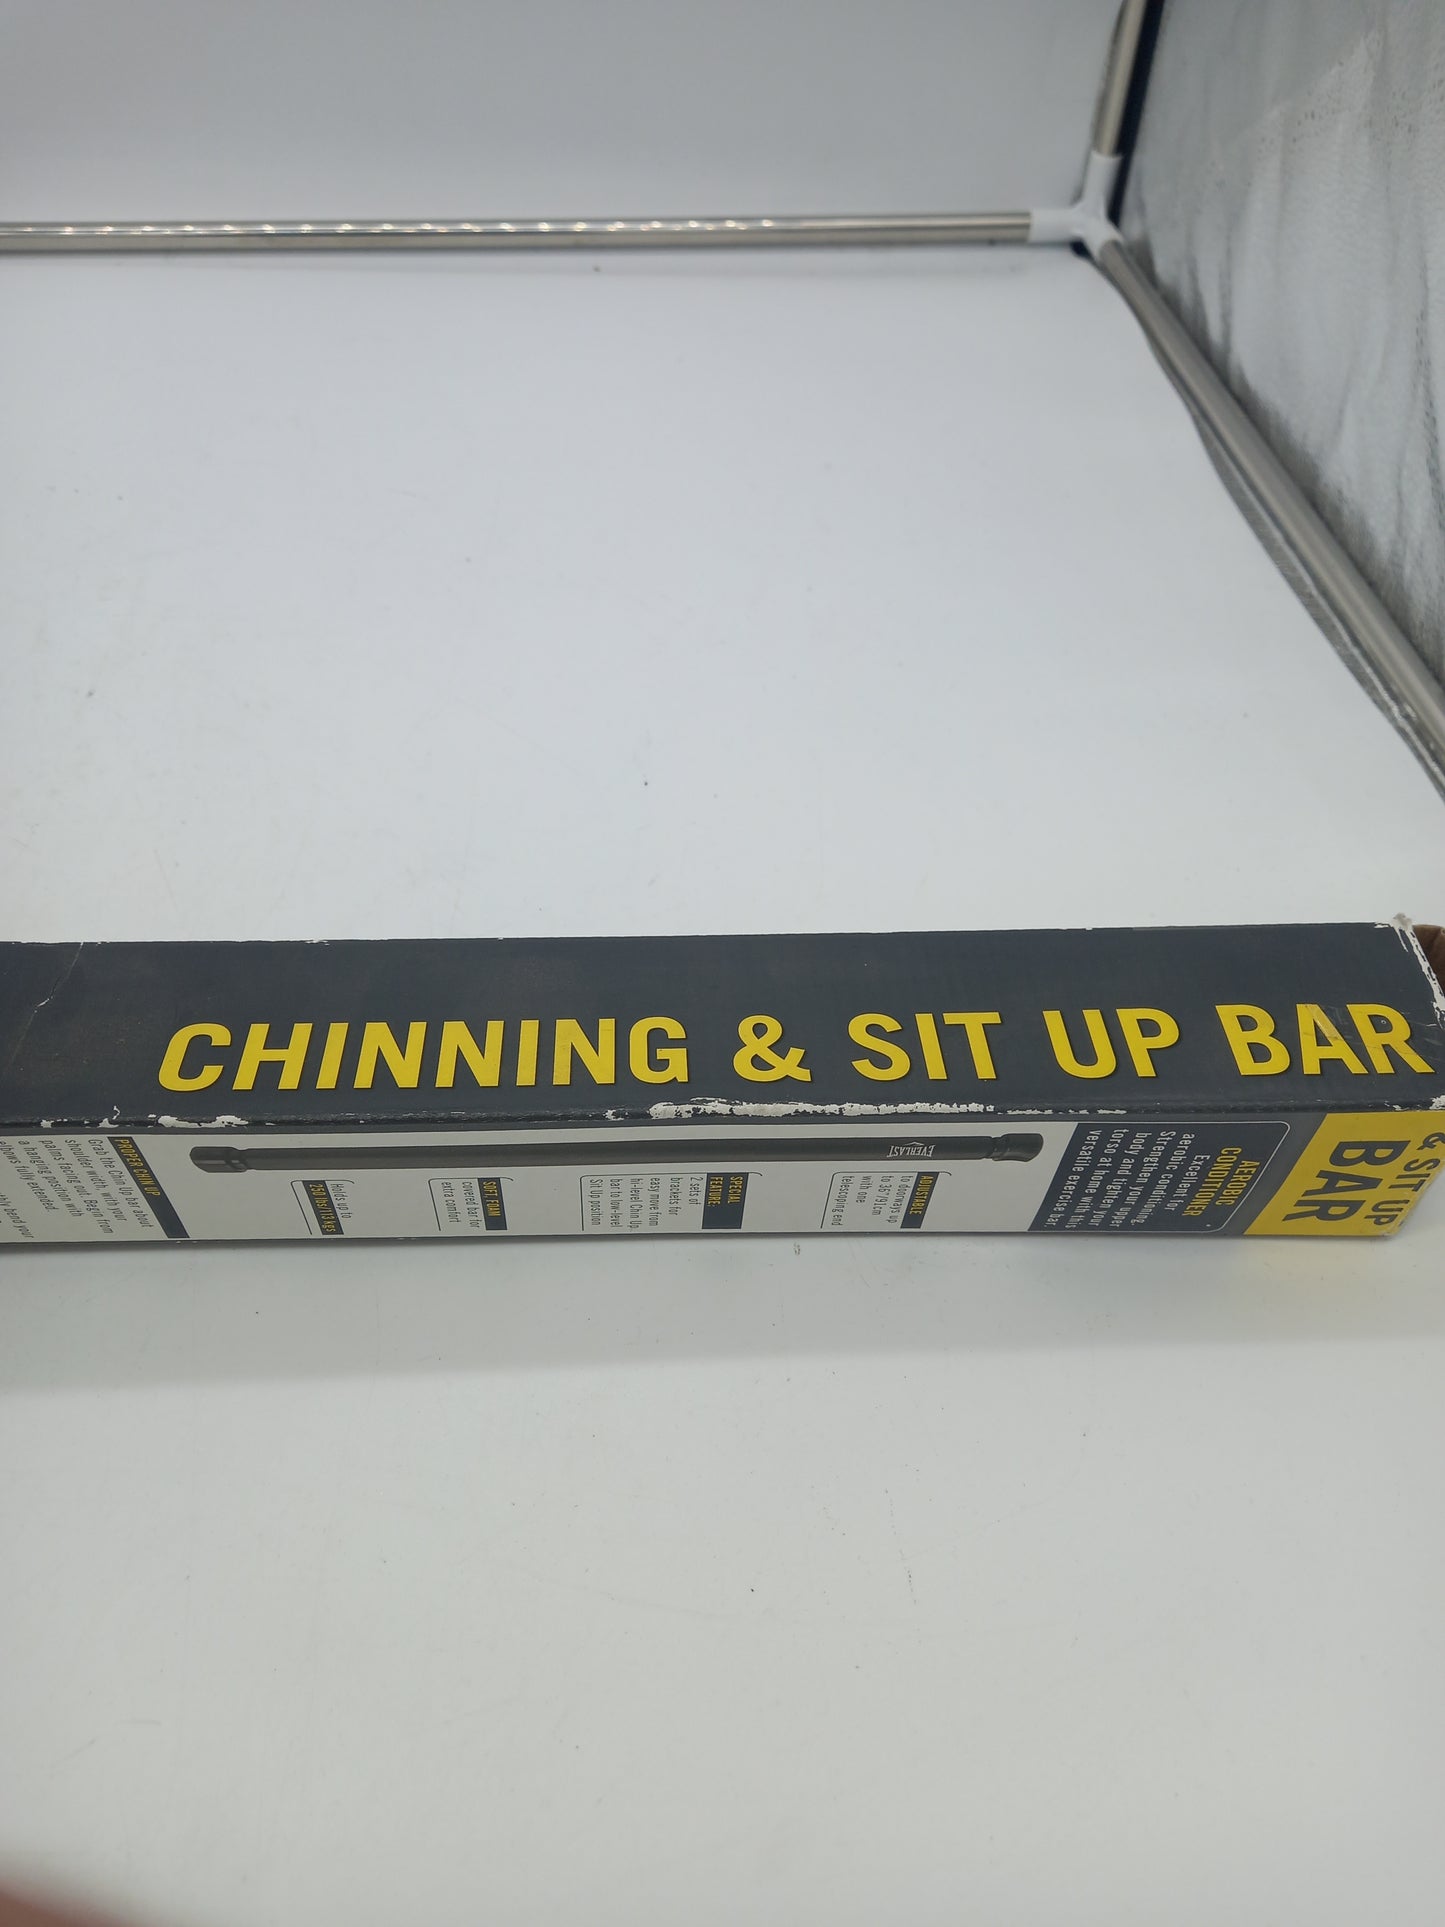 CHINNING & SIT UP BAR
& SIT UP
BAR
AEROBIC
CONDITIONER
Excellent for
aerobic conditioning.
Strengthen your upper
body and tighten your
torso at home with this
versatile exercise bar.
EVERLAST
ADJUSTABLE
to doorways up
to 36"/91cm
with one
telescoping end
SPECIAL
FEATURE:
2 sets of
brackets for
easy move from
hi-level Chin Up
bar to low-level
Sit Up position
SOFT, FOAM
covered bar for
extra comfort
Holds up to
250 lbs/113 kgs
PROPER CHIN UP
Grab the Chin Up bar about
shoulder width with your
palms facing out. Begin from
a hanging position with
elbows fully extended.
bend your